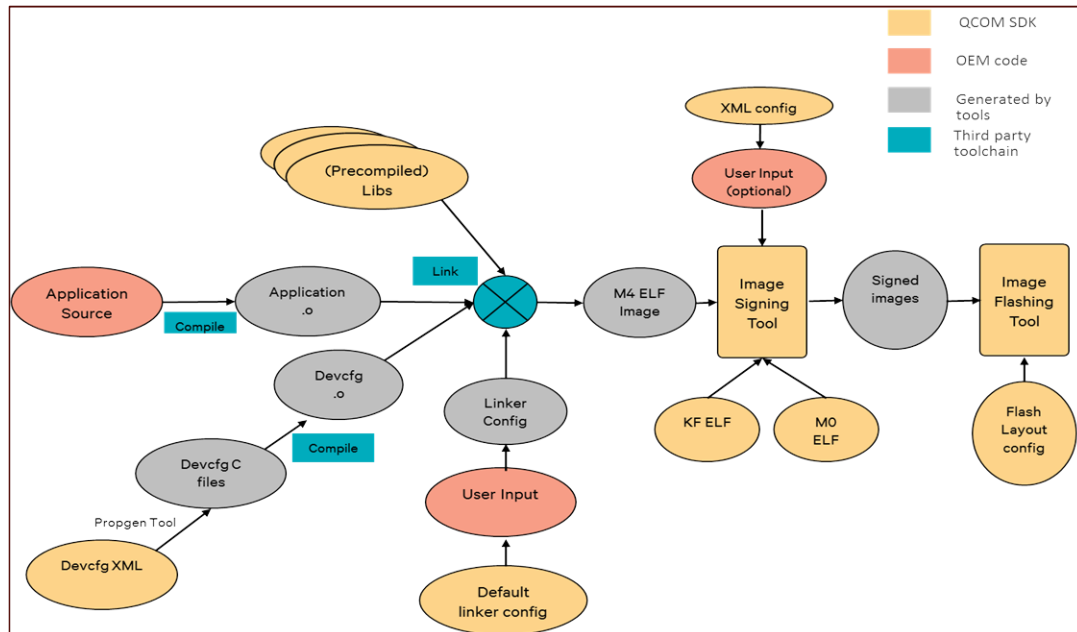 QCOM SDK
OEM code
Generated by
tools
Third party
toolchain
XML config
User Input
(optional)
(Precompiled)
Libs
Link
Application
Source
Compile
Application
.o
M4 ELF
Image
Image
Signing
Tool
Signed
images
Image
Flashing
Tool
Devcfg
.o
Compile
Linker
Config
KF ELF
M0
ELF
Flash
Layout
config
Devcfg C
files
User Input
Propgen Tool
Devcfg XML
Default
linker config